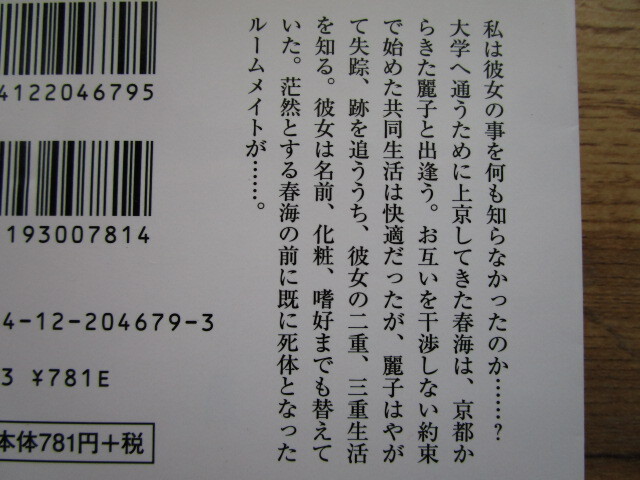 私は彼女の事を何も知らなかったのか……？
大学へ通うために上京してきた春海は、京都か
らきた麗子と出逢う。お互いを干渉しない約束
で始めた共同生活は快適だったが、麗子はやが
て失踪、跡を追ううち、彼女の二重、三重生活
を知る。彼女は名前、化粧、嗜好までも替えて
いた。茫然とする春海の前に既に死体となった
ルームメイトが……。
4122046795
193007814
4-12-204679-3
3 ¥781E
本体781円+税